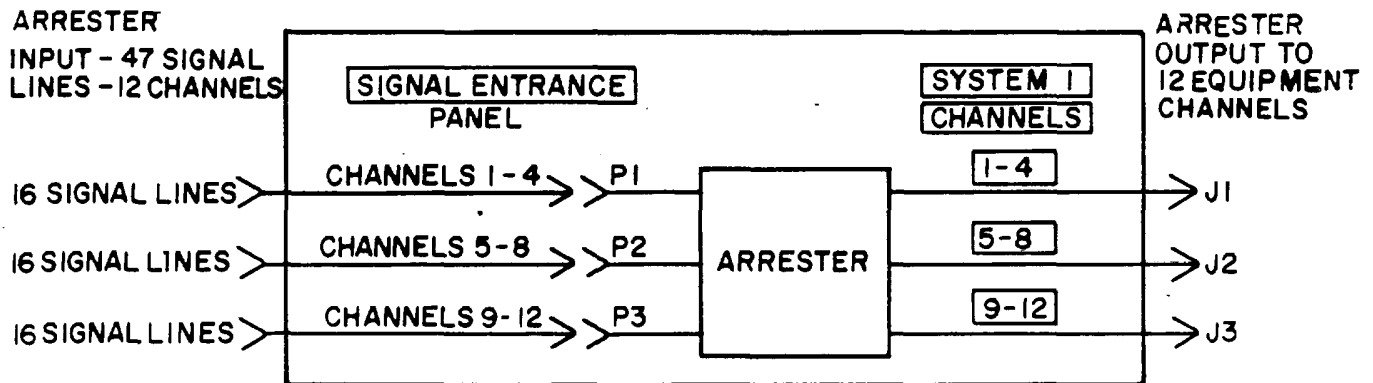 ARRESTER
INPUT - 47 SIGNAL
LINES - 12 CHANNELS
SIGNAL ENTRANCE
PANEL
SYSTEM 1
CHANNELS
ARRESTER
OUTPUT TO
12 EQUIPMENT
CHANNELS
16 SIGNAL LINES
CHANNELS 1-4
P1
1-4
J1
16 SIGNAL LINES
CHANNELS 5-8
P2
ARRESTER
5-8
J2
16 SIGNAL LINES
CHANNELS 9-12
P3
9-12
J3